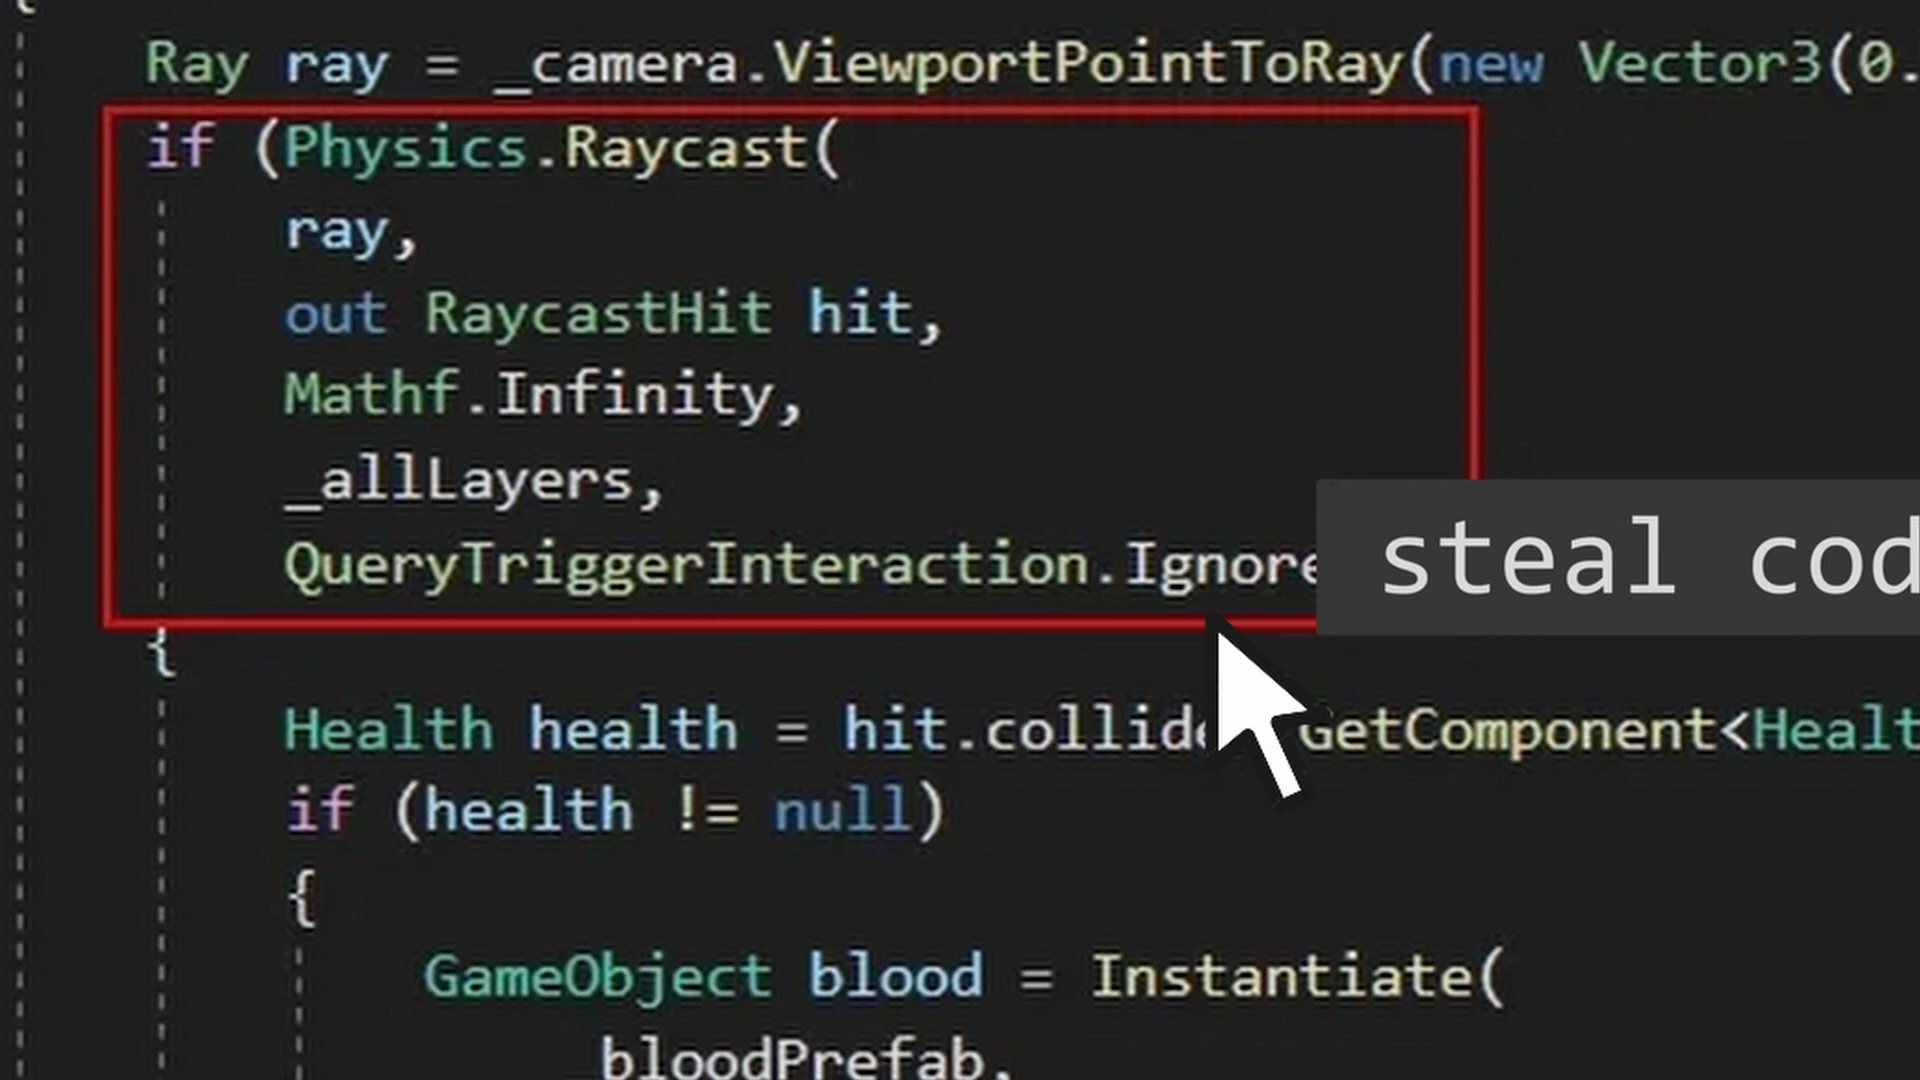 {
Ray ray = _camera.ViewportPointToRay(new Vector3(0.
if (Physics.Raycast(
ray,
out RaycastHit hit,
Mathf.Infinity,
_allLayers,
QueryTriggerInteraction.Ignore
steal cod
{
Health health = hit.collide GetComponent<Healt
if (health != null)
{
GameObject blood = Instantiate(
_bloodPrefab,